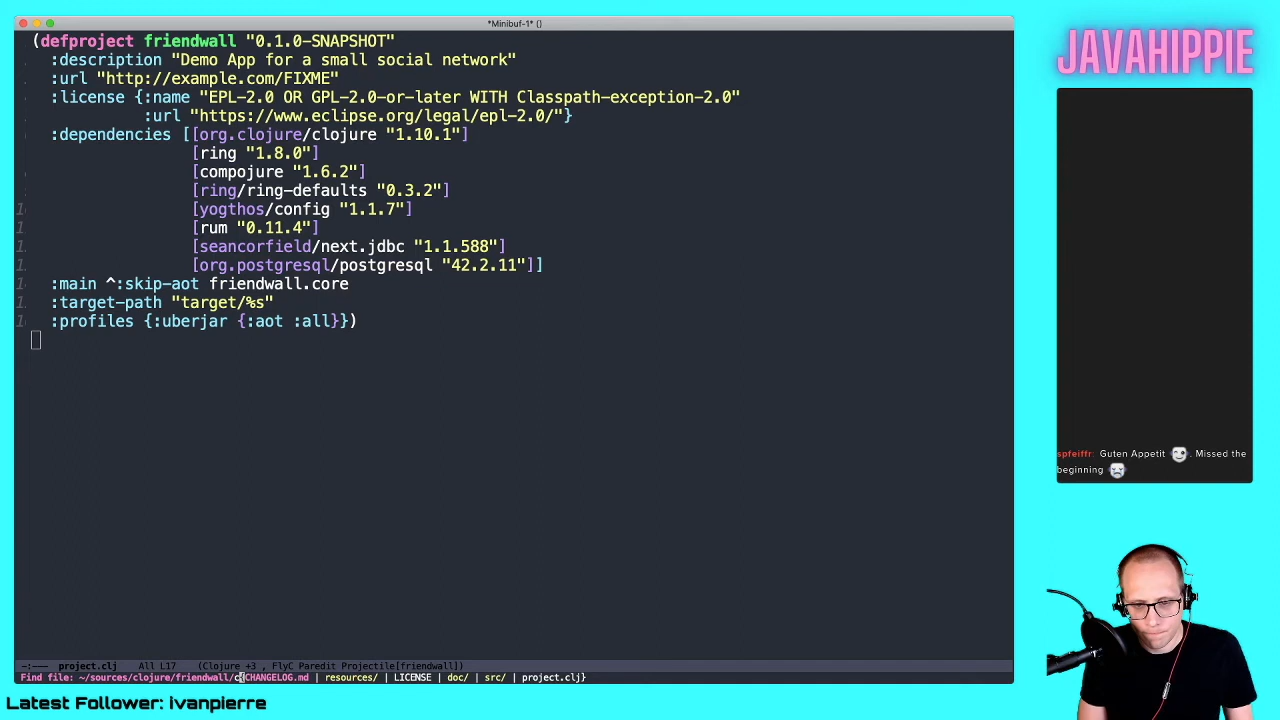 *Minibuf-1* ()
(defproject friendwall "0.1.0-SNAPSHOT"
:description "Demo App for a small social network"
:url "http://example.com/FIXME"
:license {:name "EPL-2.0 OR GPL-2.0-or-later WITH Classpath-exception-2.0"
:url "https://www.eclipse.org/legal/epl-2.0/"}
:dependencies [[org.clojure/clojure "1.10.1"]
[ring "1.8.0"]
[compojure "1.6.2"]
[ring/ring-defaults "0.3.2"]
[yogthos/config "1.1.7"]
[rum "0.11.4"]
[seancorfield/next.jdbc "1.1.588"]
[org.postgresql/postgresql "42.2.11"]]
:main ^:skip-aot friendwall.core
:target-path "target/%s"
:profiles {:uberjar {:aot :all}})
-:--- project.clj All L17 (Clojure +3 , FlyC Paredit Projectile[friendwall])
Find file: ~/sources/clojure/friendwall/c{CHANGELOG.md | resources/ | LICENSE | doc/ | src/ | project.clj}
JAVAHIPPIE
spfeiffr: Guten Appetit . Missed the
beginning
Latest Follower: ivanpierre